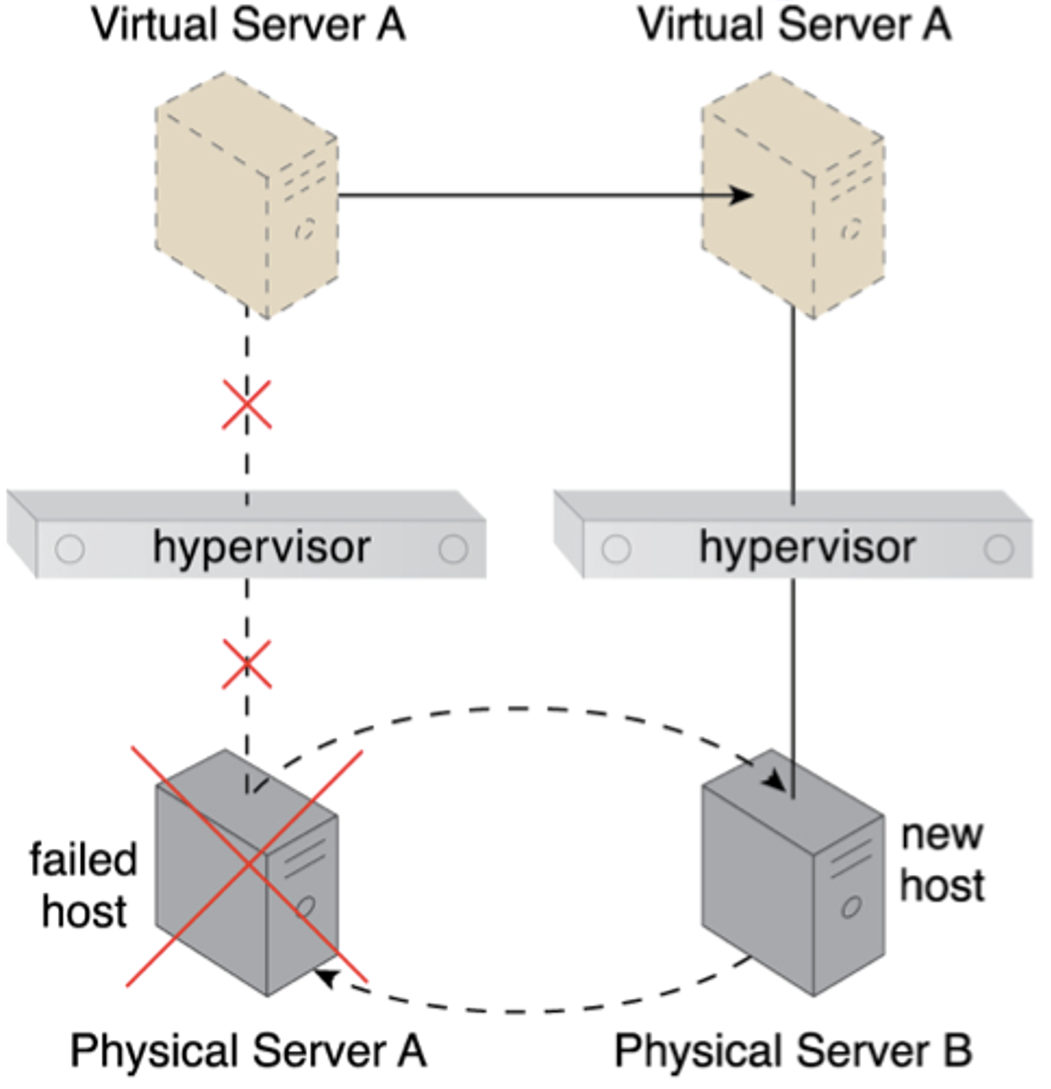 Virtual Server A
Virtual Server A
hypervisor
hypervisor
failed
host
new
host
Physical Server A
Physical Server B